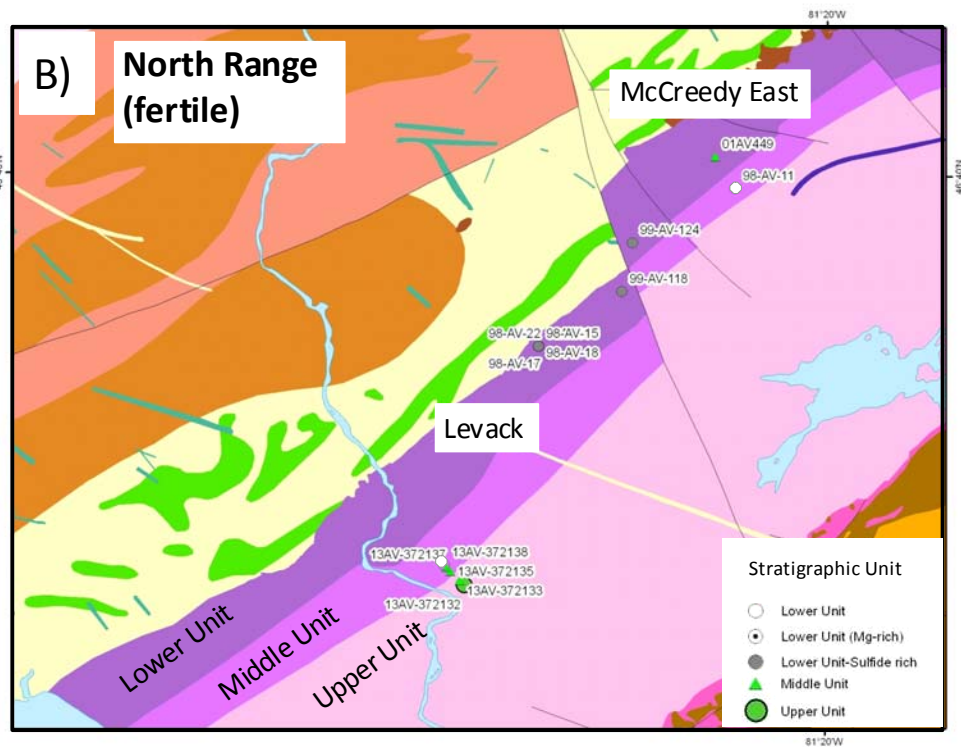 81°20'W
B)
North Range
(fertile)
McCreedy East
01AV449
98-AV-11
46°40'N
99-AV-124
99-AV-118
98-AV-22 98-AV-15
98-AV-18
98-AV-17
Levack
13AV-372137 13AV-372138
13AV-372135
13AV-372133
13AV-372132
Lower Unit
Middle Unit
Upper Unit
Stratigraphic Unit
Lower Unit
Lower Unit (Mg-rich)
Lower Unit-Sulfide rich
Middle Unit
Upper Unit
81°20'W